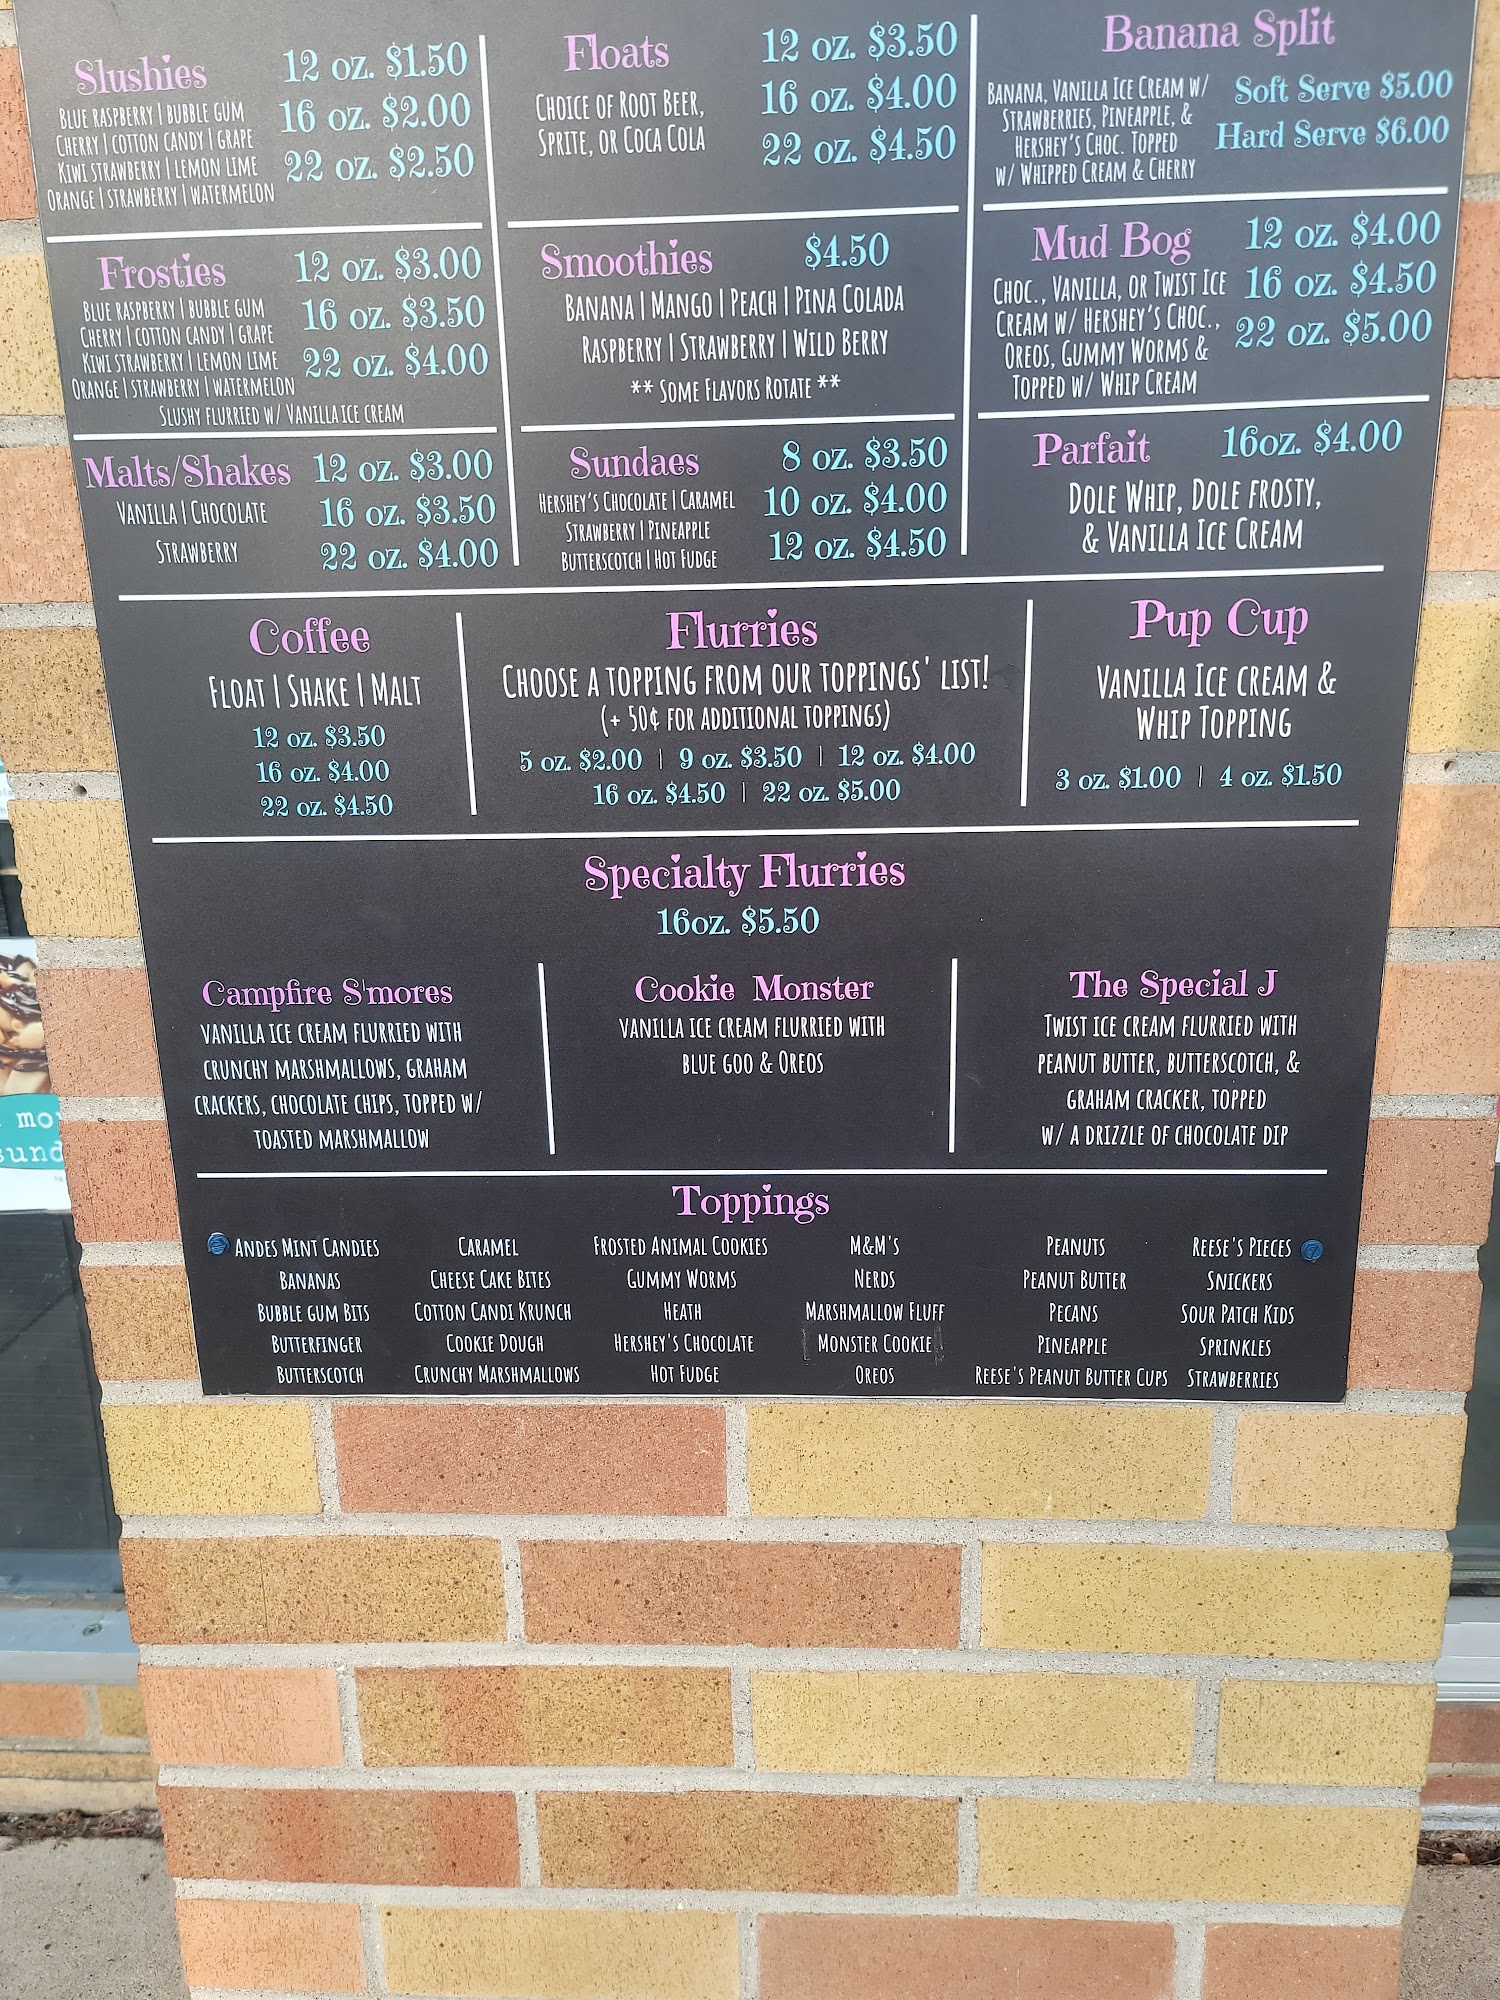 Slushies
12 oz. $1.50
Blue Raspberry | Bubble Gum
16 oz. $2.00
Cherry | Cotton Candy | Grape
Kiwi Strawberry | Lemon Lime
22 oz. $2.50
Orange | Strawberry | Watermelon
Floats
12 oz. $3.50
Choice of Root Beer,
16 oz. $4.00
Sprite, or Coca Cola
22 oz. $4.50
Banana Split
Banana, Vanilla Ice Cream w/
Soft Serve $5.00
Strawberries, Pineapple, &
Hershey's Choc. Topped
Hard Serve $6.00
w/ Whipped Cream & Cherry
Frosties
12 oz. $3.00
Blue Raspberry | Bubble Gum
16 oz. $3.50
Cherry | Cotton Candy | Grape
Kiwi Strawberry | Lemon Lime
22 oz. $4.00
Orange | Strawberry | Watermelon
Slushy flurried w/ Vanilla ice cream
Smoothies
$4.50
Banana | Mango | Peach | Pina Colada
Raspberry | Strawberry | Wild Berry
** Some Flavors Rotate **
Mud Bog
12 oz. $4.00
Choc., Vanilla, or Twist Ice
16 oz. $4.50
Cream w/ Hershey's Choc.,
22 oz. $5.00
Oreos, Gummy Worms &
Topped w/ Whip Cream
Malts/Shakes
12 oz. $3.00
Vanilla | Chocolate
16 oz. $3.50
Strawberry
22 oz. $4.00
Sundaes
8 oz. $3.50
Hershey's Chocolate | Caramel
10 oz. $4.00
Strawberry | Pineapple
12 oz. $4.50
Butterscotch | Hot Fudge
Parfait
16oz. $4.00
Dole Whip, Dole frosty,
& Vanilla Ice Cream
Coffee
Float | Shake | Malt
12 oz. $3.50
16 oz. $4.00
22 oz. $4.50
Flurries
Choose a topping from our toppings' list!
(+ 50¢ for additional toppings)
5 oz. $2.00 | 9 oz. $3.50 | 12 oz. $4.00
16 oz. $4.50 | 22 oz. $5.00
Pup Cup
Vanilla Ice cream &
Whip Topping
3 oz. $1.00 | 4 oz. $1.50
Specialty Flurries
16oz. $5.50
Campfire S'mores
vanilla ice cream flurried with
crunchy marshmallows, graham
crackers, chocolate chips, topped w/
toasted marshmallow
Cookie Monster
vanilla ice cream flurried with
blue goo & Oreos
The Special J
Twist ice cream flurried with
peanut butter, butterscotch, &
graham cracker, topped
w/ a drizzle of chocolate dip
Toppings
Andes Mint Candies
Bananas
Bubble gum Bits
Butterfinger
Butterscotch
Caramel
Cheese Cake Bites
Cotton Candi Krunch
Cookie Dough
Crunchy Marshmallows
Frosted Animal Cookies
Gummy Worms
Heath
Hershey's Chocolate
Hot Fudge
M&M's
Nerds
Marshmallow Fluff
Monster Cookie
Oreos
Peanuts
Peanut Butter
Pecans
Pineapple
Reese's Peanut Butter Cups
Reese's Pieces
Snickers
Sour Patch Kids
Sprinkles
Strawberries